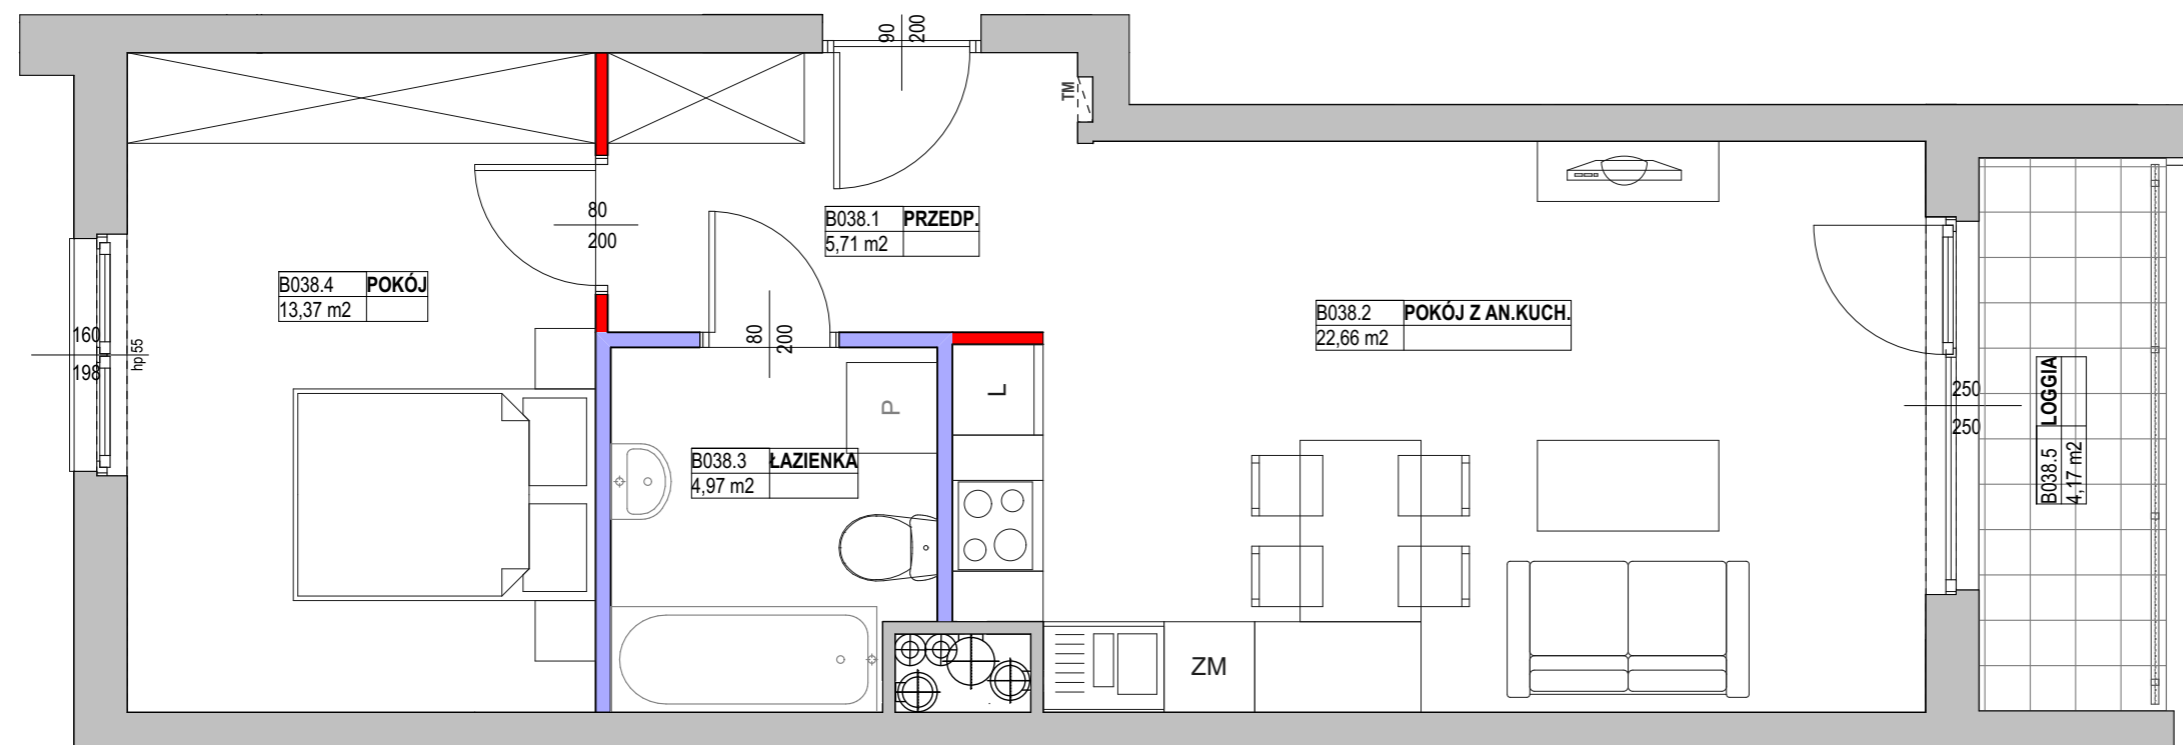 90
200
TM
80
200
B038.1 PRZEDP.
5,71 m2
B038.4 POKÓJ
13,37 m2
160
198
hp 55
80
200
P
L
B038.2 POKÓJ Z AN.KUCH.
22,66 m2
B038.3 ŁAZIENKA
4,97 m2
250
250
B038.5 LOGGIA
4,17 m2
ZM